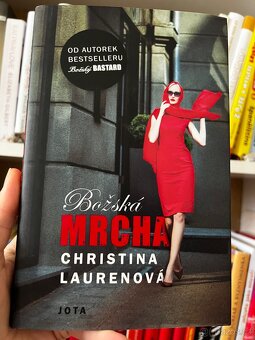 OD AUTOREK
BESTSELLERU
Božský BASTARD
Božská
MRCHA
CHRISTINA
LAURENOVÁ
JOTA